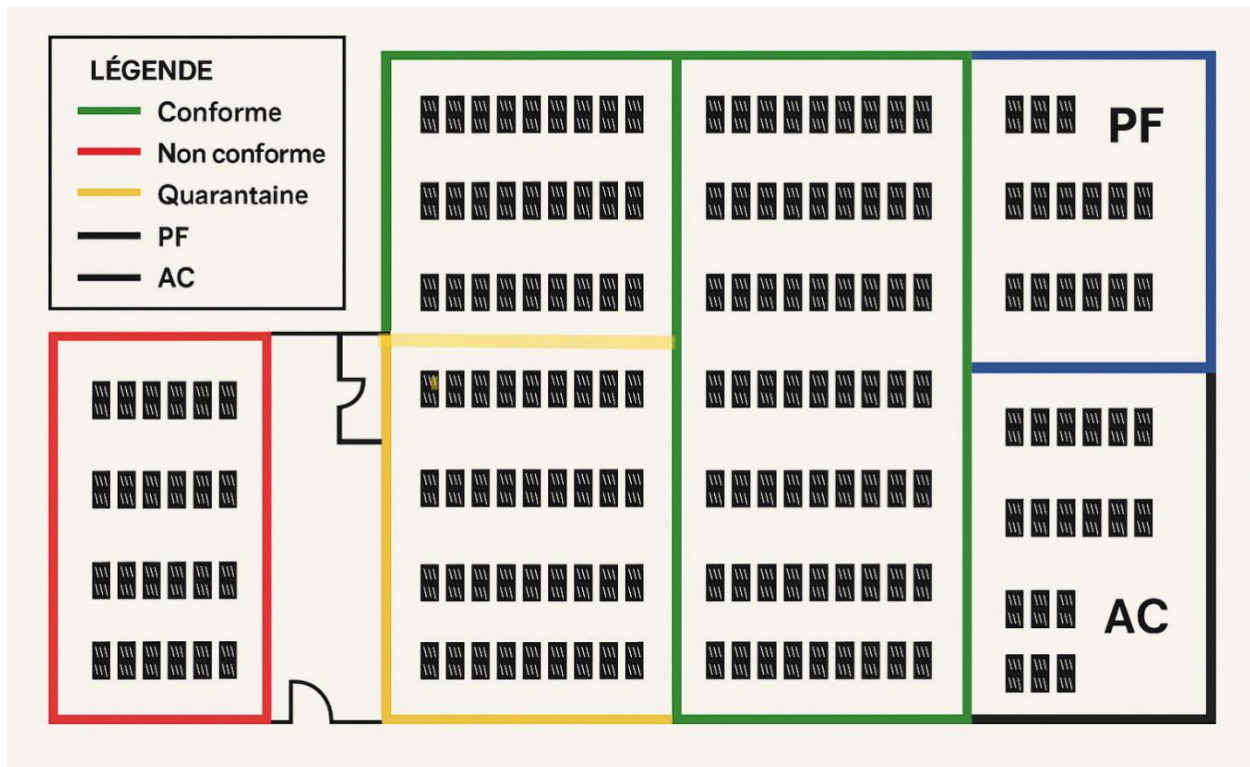 LÉGENDE
Conforme
Non conforme
Quarantaine
PF
AC
PF
AC